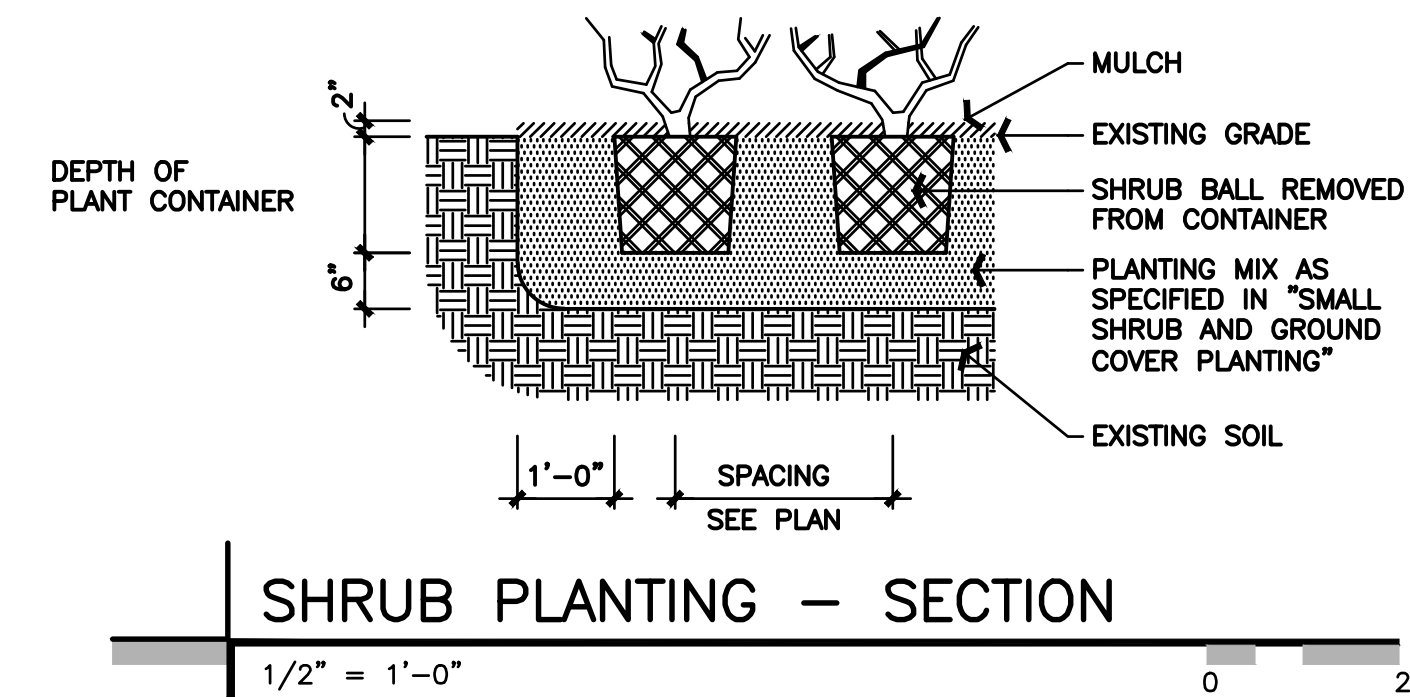 2"
DEPTH OF
PLANT CONTAINER
6"
MULCH
EXISTING GRADE
SHRUB BALL REMOVED
FROM CONTAINER
PLANTING MIX AS
SPECIFIED IN "SMALL
SHRUB AND GROUND
COVER PLANTING"
EXISTING SOIL
1'-0"
SPACING
SEE PLAN
SHRUB PLANTING - SECTION
1/2" = 1'-0"
0 2